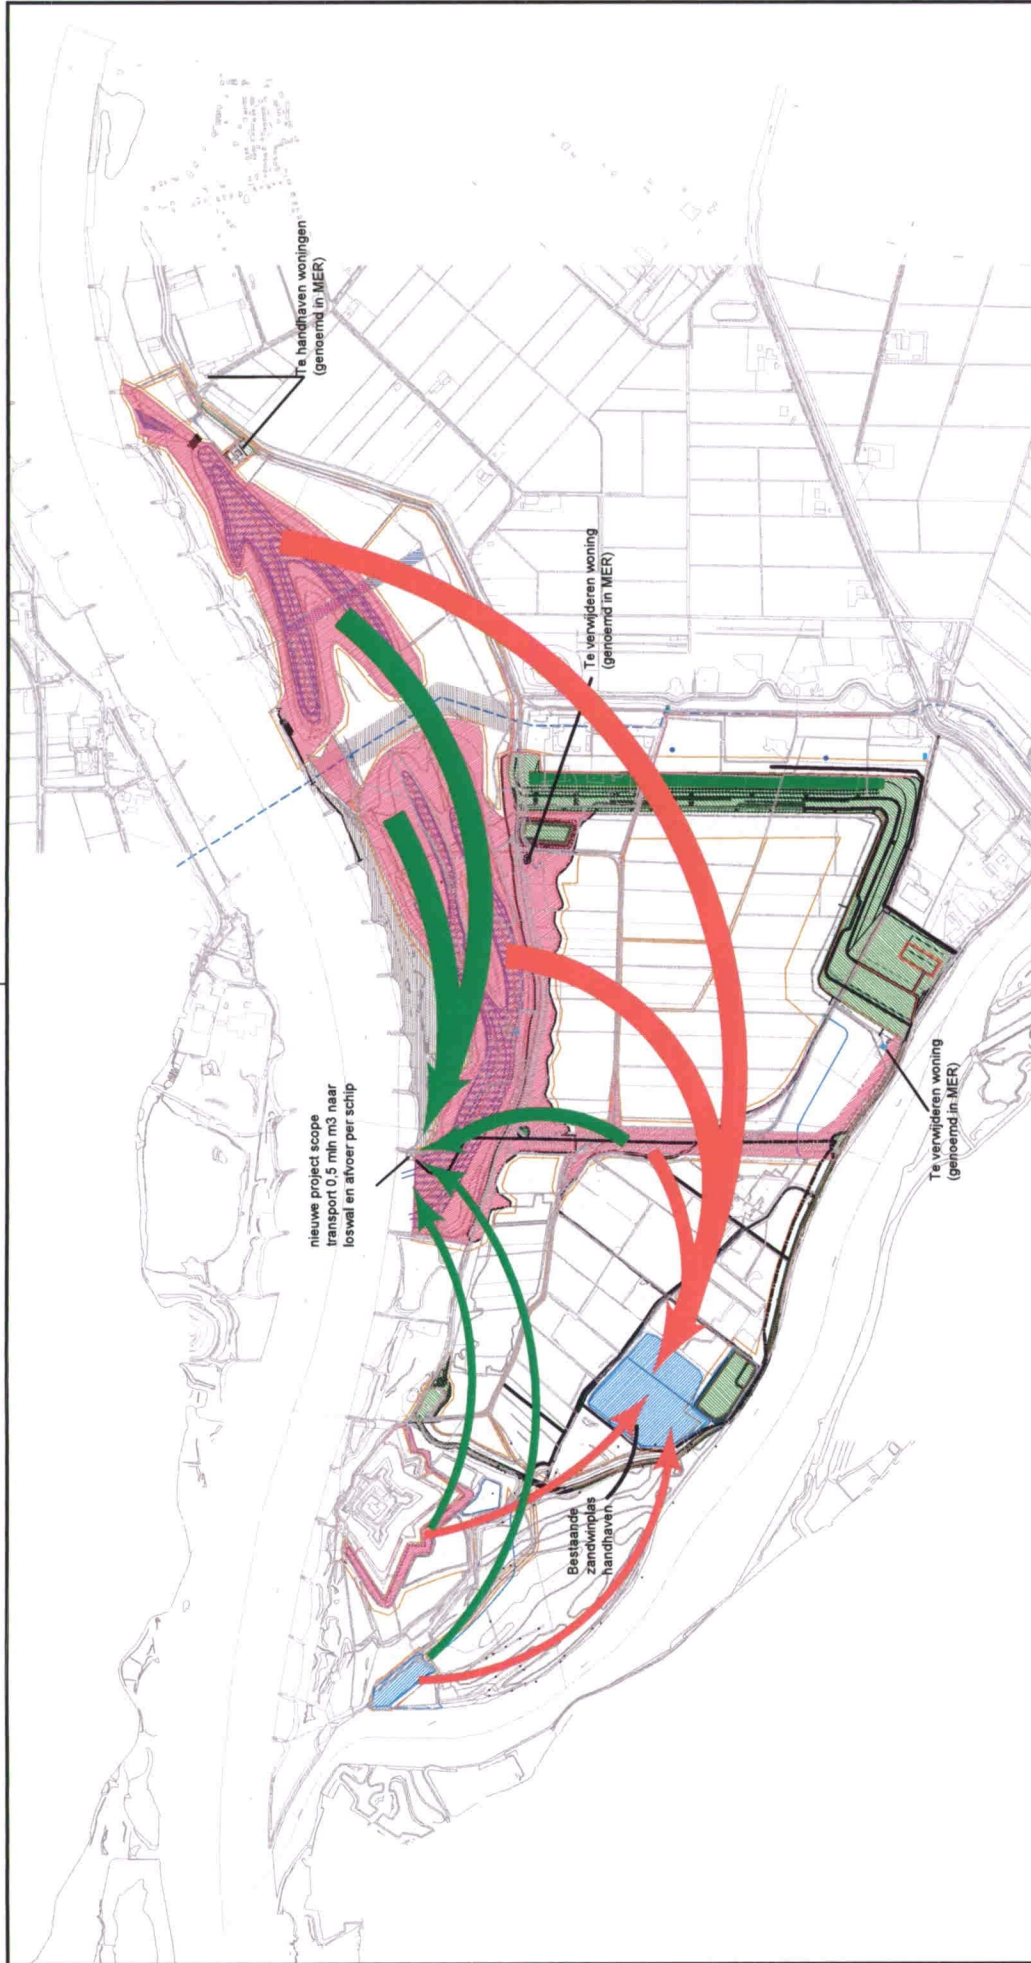 Te handhaven woningen
(genoemd in MER)
Te verwijderen woning
(genoemd in MER)
nieuwe project scope
transport 0,5 mln m3 naar
loswal en afvoer per schip
Te verwijderen woning
(genoemd in MER)
Bestaande
zandwinplas
handhaven